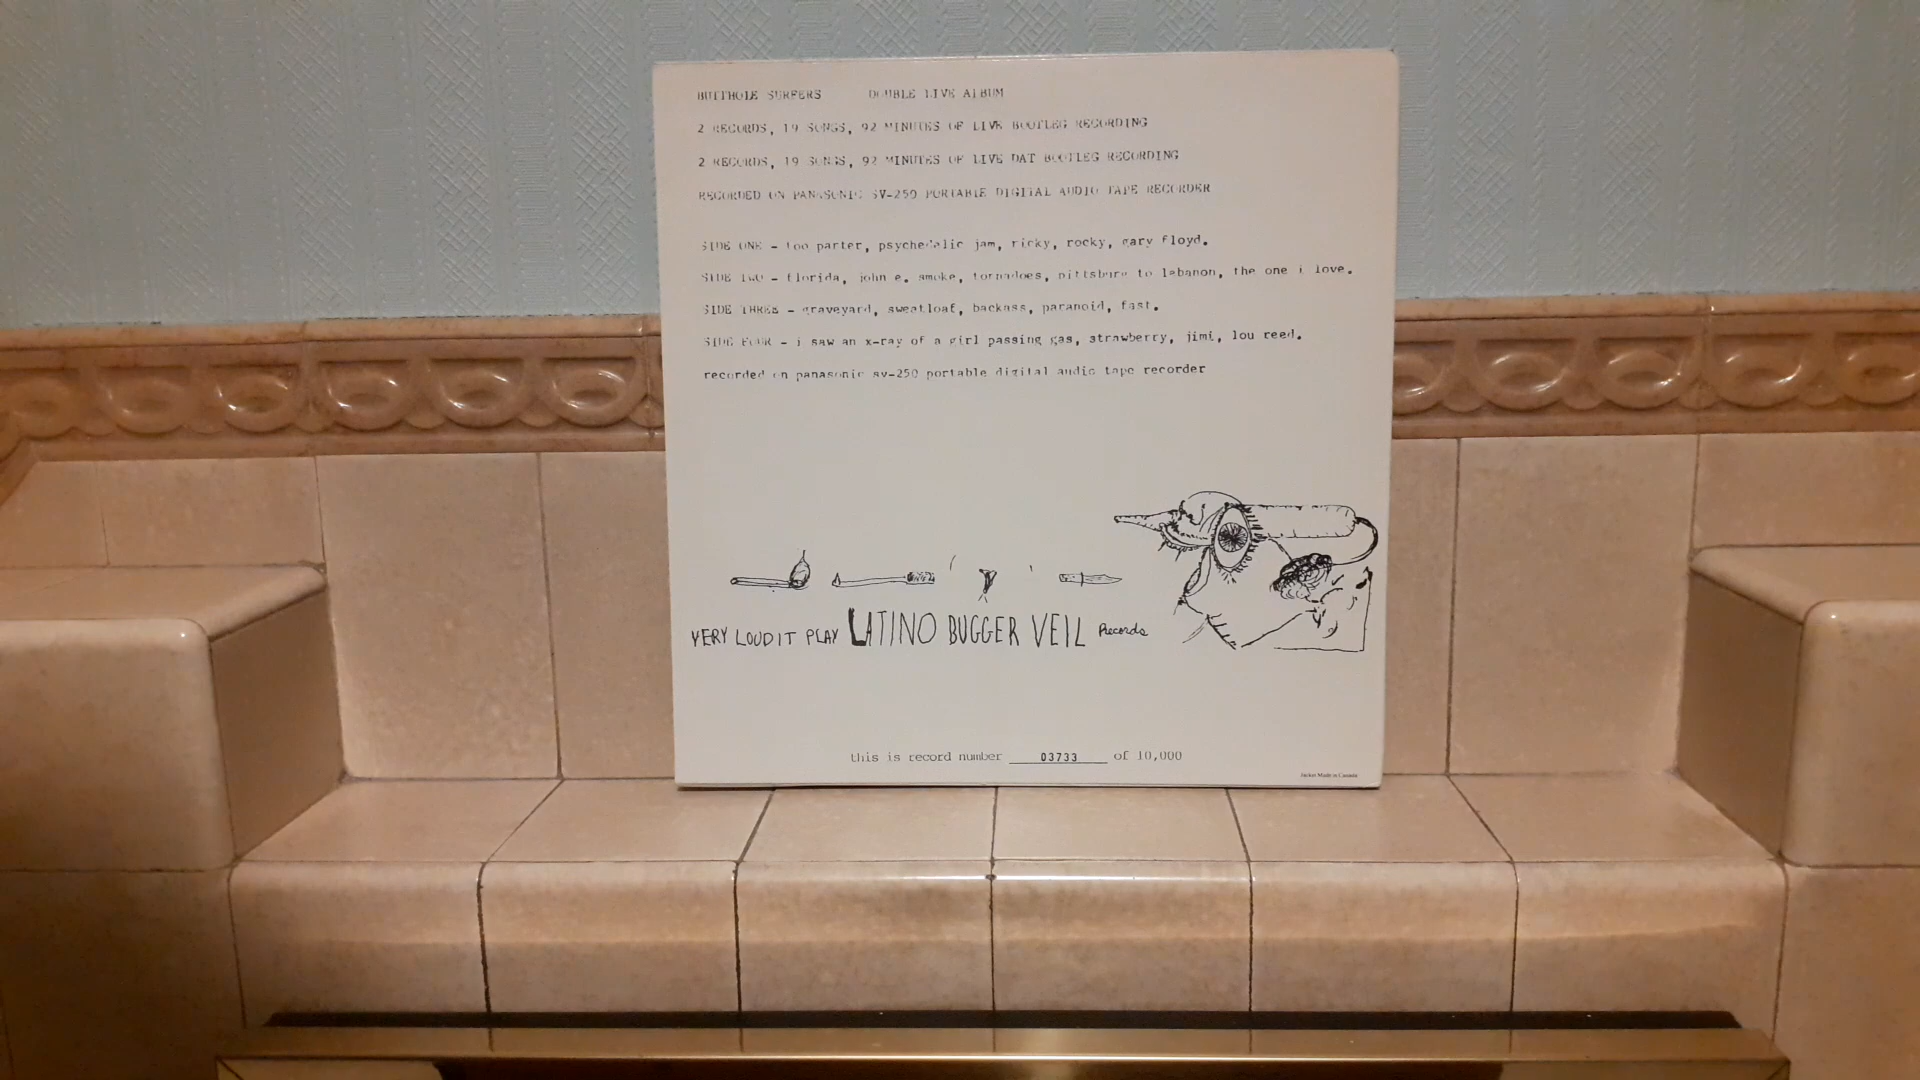 BUTTHOLE SURFERS DOUBLE LIVE ALBUM
2 RECORDS, 19 SONGS, 92 MINUTES OF LIVE BOOTLEG RECORDING
2 RECORDS, 19 SONGS, 92 MINUTES OF LIVE DAT BOOTLEG RECORDING
RECORDED ON PANASONIC SV-250 PORTABLE DIGITAL AUDIO TAPE RECORDER
SIDE ONE - too parter, psychedelic jam, ricky, rocky, gary floyd.
SIDE TWO - florida, john e. smoke, tornadoes, pittsburg to lebanon, the one i love.
SIDE THREE - graveyard, sweatloaf, backass, paranoid, fast.
SIDE FOUR - i saw an x-ray of a girl passing gas, strawberry, jimi, lou reed.
recorded on panasonic sv-250 portable digital audio tape recorder
VERY LOUD IT PLAY LATINO BUGGER VEIL Records
this is record number 03733 of 10,000
Jacket Made in Canada